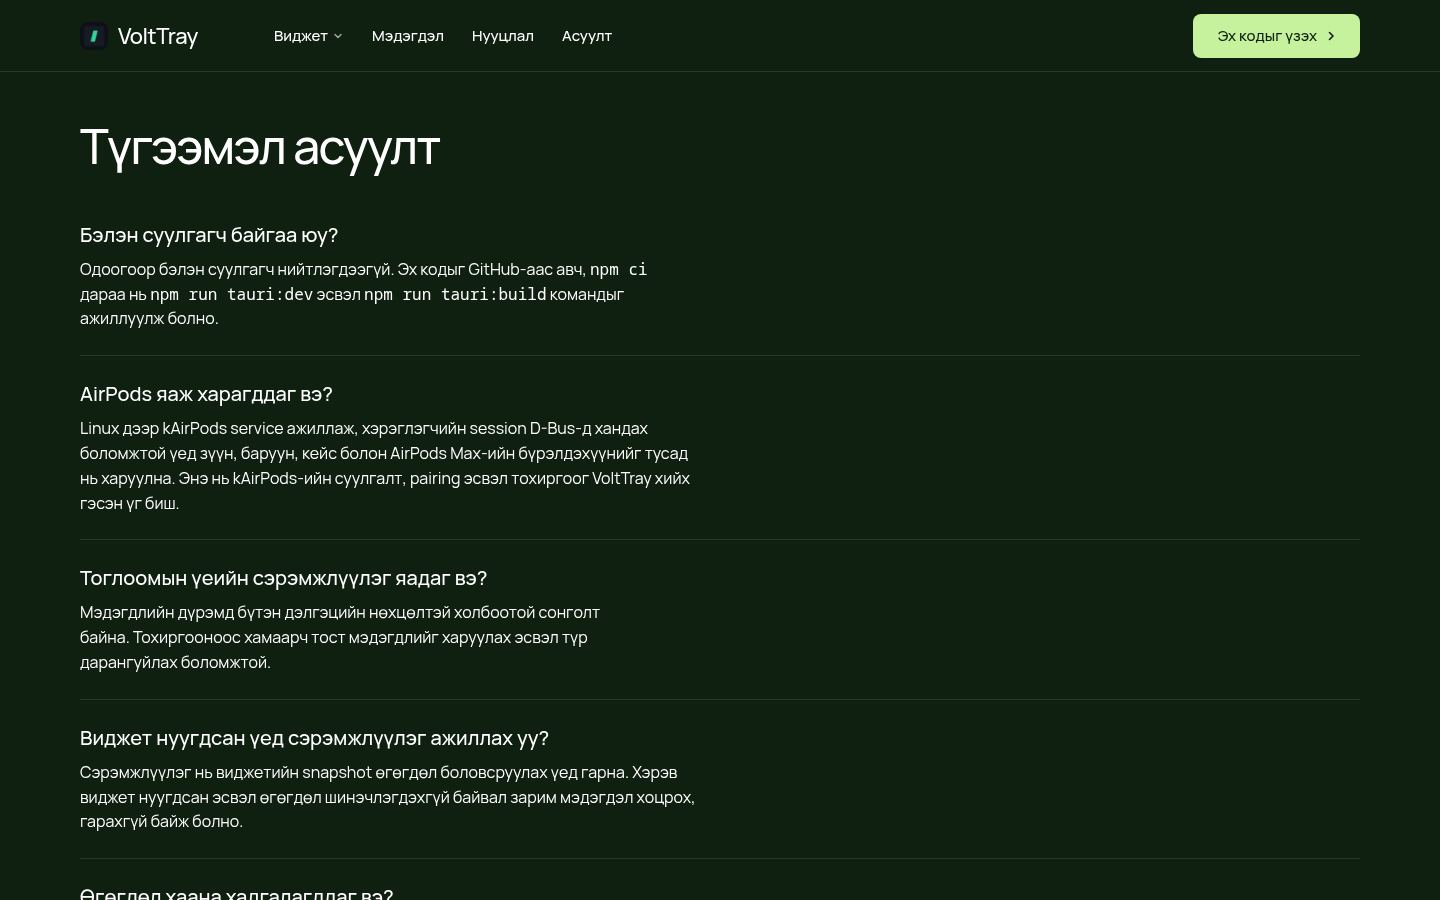 VoltTray
Виджет
Мэдэгдэл
Нууцлал
Асуулт
Эх кодыг үзэх
Түгээмэл асуулт
Бэлэн суулгагч байгаа юу?
Одоогоор бэлэн суулгагч нийтлэгдээгүй. Эх кодыг GitHub-аас авч, npm ci
дараа нь npm run tauri:dev эсвэл npm run tauri:build командыг
ажиллуулж болно.
AirPods яаж харагддаг вэ?
Linux дээр kAirPods service ажиллаж, хэрэглэгчийн session D-Bus-д хандах
боломжтой үед зүүн, баруун, кейс болон AirPods Max-ийн бүрэлдэхүүнийг тусад
нь харуулна. Энэ нь kAirPods-ийн суулгалт, pairing эсвэл тохиргоог VoltTray хийх
гэсэн үг биш.
Тоглоомын үеийн сэрэмжлүүлэг яадаг вэ?
Мэдэгдлийн дүрэмд бүтэн дэлгэцийн нөхцөлтэй холбоотой сонголт
байна. Тохиргооноос хамаарч тост мэдэгдлийг харуулах эсвэл түр
дарангуйлах боломжтой.
Виджет нуугдсан үед сэрэмжлүүлэг ажиллах уу?
Сэрэмжлүүлэг нь виджетийн snapshot өгөгдөл боловсруулах үед гарна. Хэрэв
виджет нуугдсан эсвэл өгөгдөл шинэчлэгдэхгүй байвал зарим мэдэгдэл хоцрох,
гарахгүй байж болно.
Өгөгдөл хаана хадгалагддаг вэ?